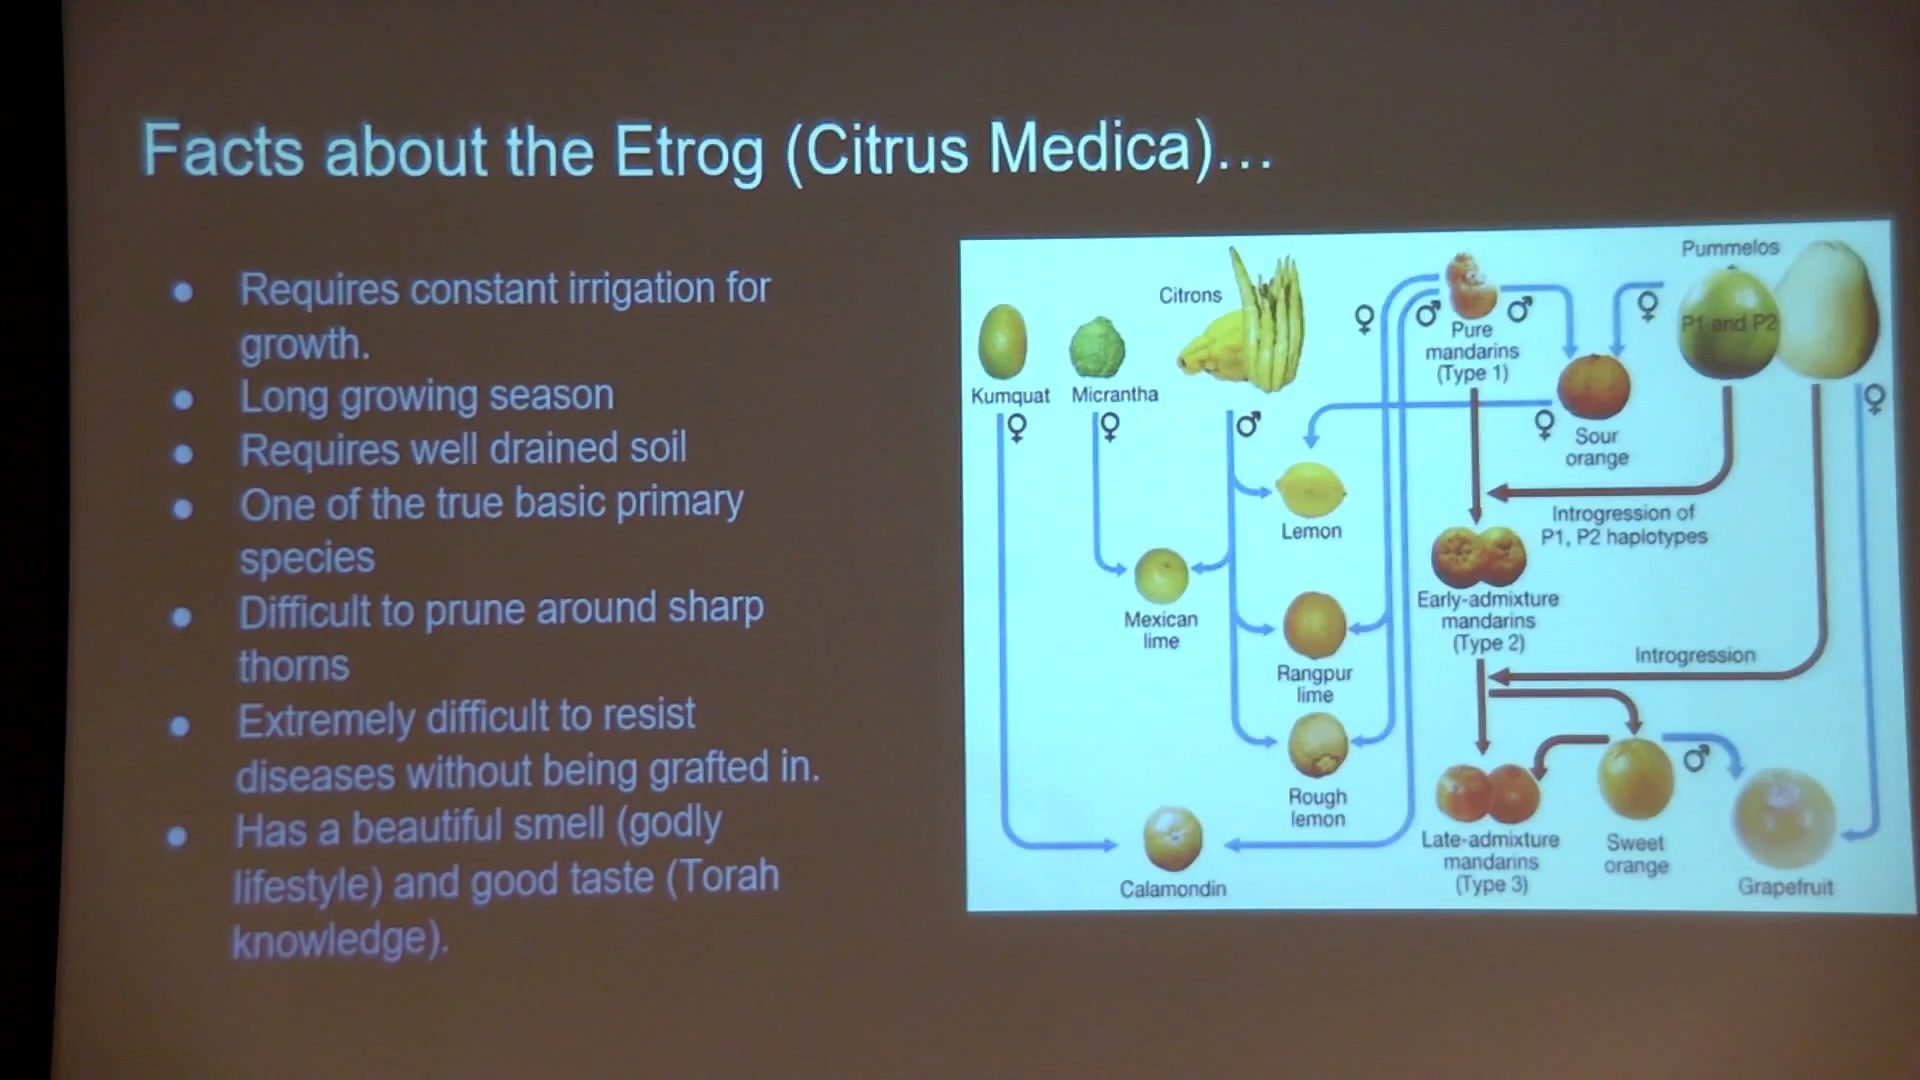 Facts about the Etrog (Citrus Medica)…
● Requires constant irrigation for
growth.
● Long growing season
● Requires well drained soil
● One of the true basic primary
species
● Difficult to prune around sharp
thorns
● Extremely difficult to resist
diseases without being grafted in.
● Has a beautiful smell (godly
lifestyle) and good taste (Torah
knowledge).
Pummelos
Citrons
P1 and P2
Pure
mandarins
(Type 1)
Kumquat
Micrantha
♀
♀
♂
♀
♂
♂
♀
♀
♀
Sour
orange
Lemon
Introgression of
P1, P2 haplotypes
Mexican
lime
Early-admixture
mandarins
(Type 2)
Rangpur
lime
Introgression
Rough
lemon
♂
Calamondin
Late-admixture
mandarins
(Type 3)
Sweet
orange
Grapefruit